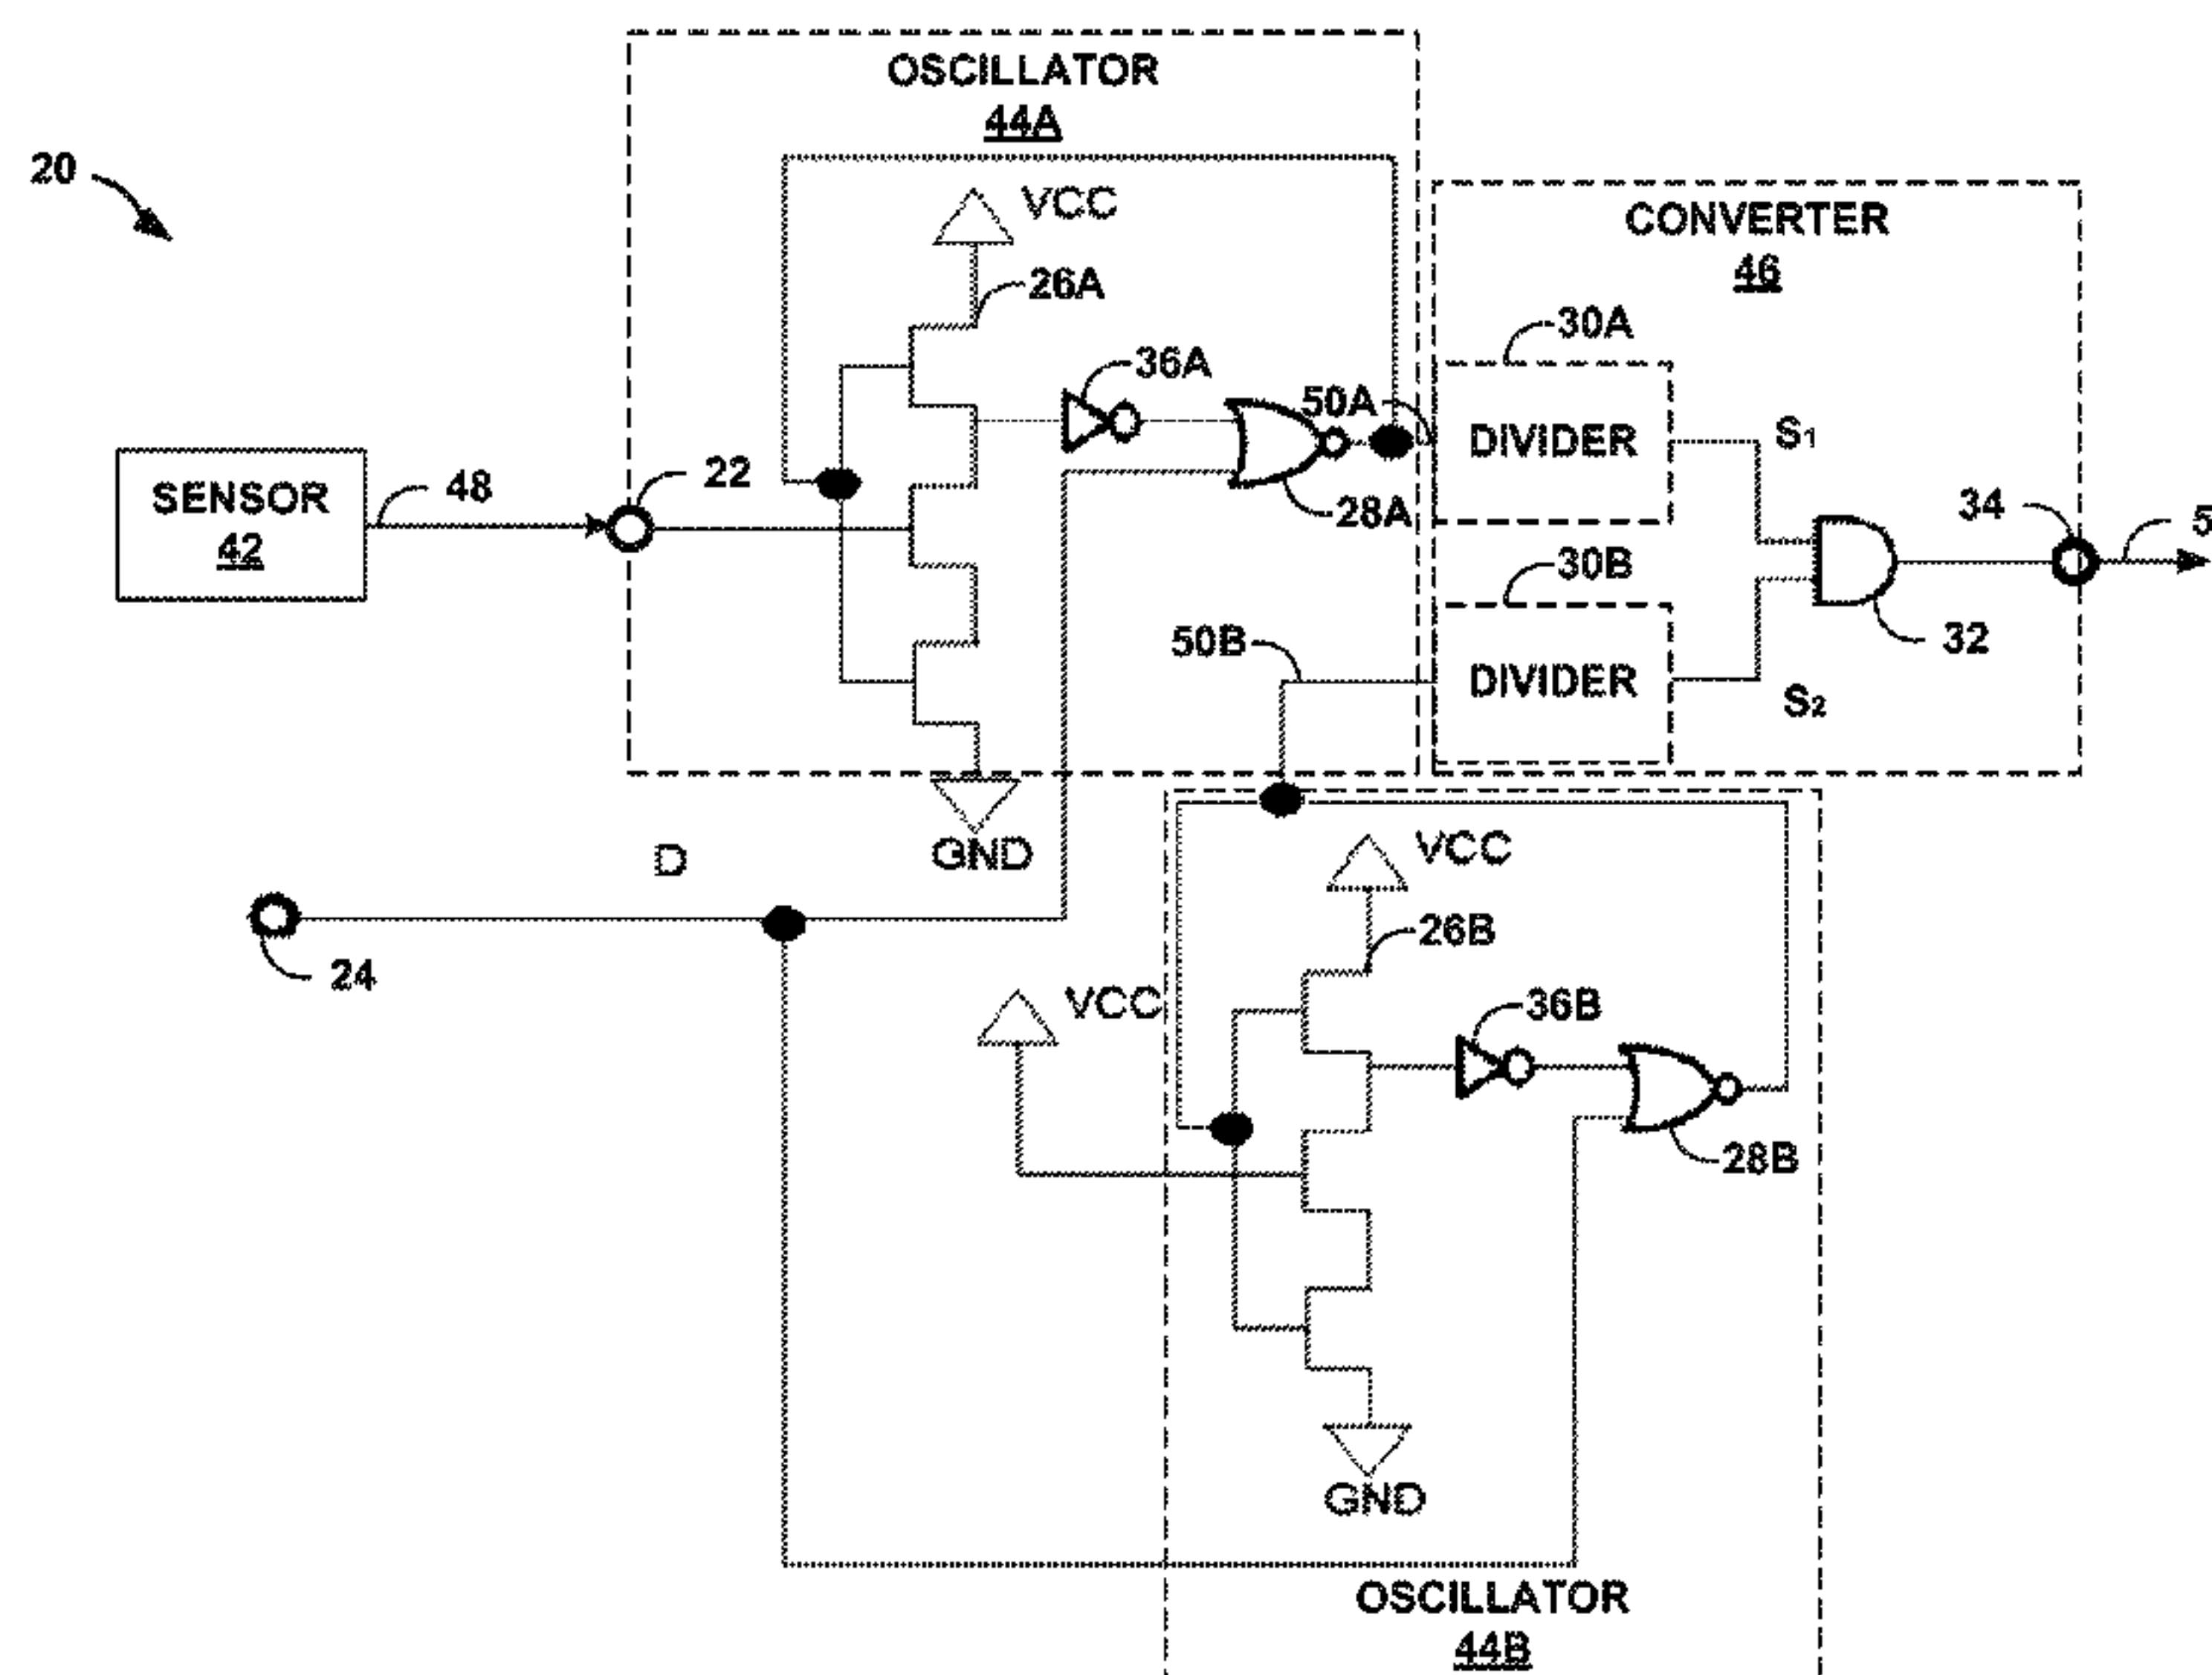 OSCILLATOR
44A
20
VCC
CONVERTER
46
26A
30A
36A
50A
DIVIDER
S1
SENSOR
42
48
22
28A
34
5
30B
32
50B
DIVIDER
S2
GND
D
VCC
24
26B
VCC
36B
28B
GND
OSCILLATOR
44B